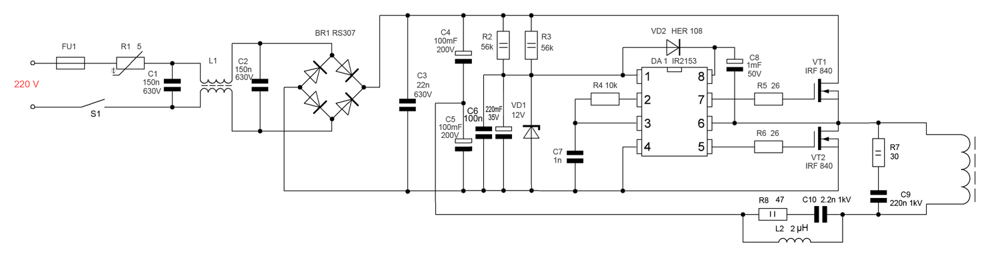 FU1
R1 5
t
220 V
S1
C1
150n
630V
L1
C2
150n
630V
BR1 RS307
C3
22n
630V
C4
100mF
200V
C5
100mF
200V
R2
56k
R3
56k
C6
100n
220mF
35V
VD1
12V
C7
1n
R4 10k
VD2 HER 108
DA 1 IR2153
1
2
3
4
8
7
6
5
C8
1mF
50V
R5 26
R6 26
VT1
IRF 840
VT2
IRF 840
R7
30
C9
220n 1kV
R8 47
C10 2.2n 1kV
L2 2 µH